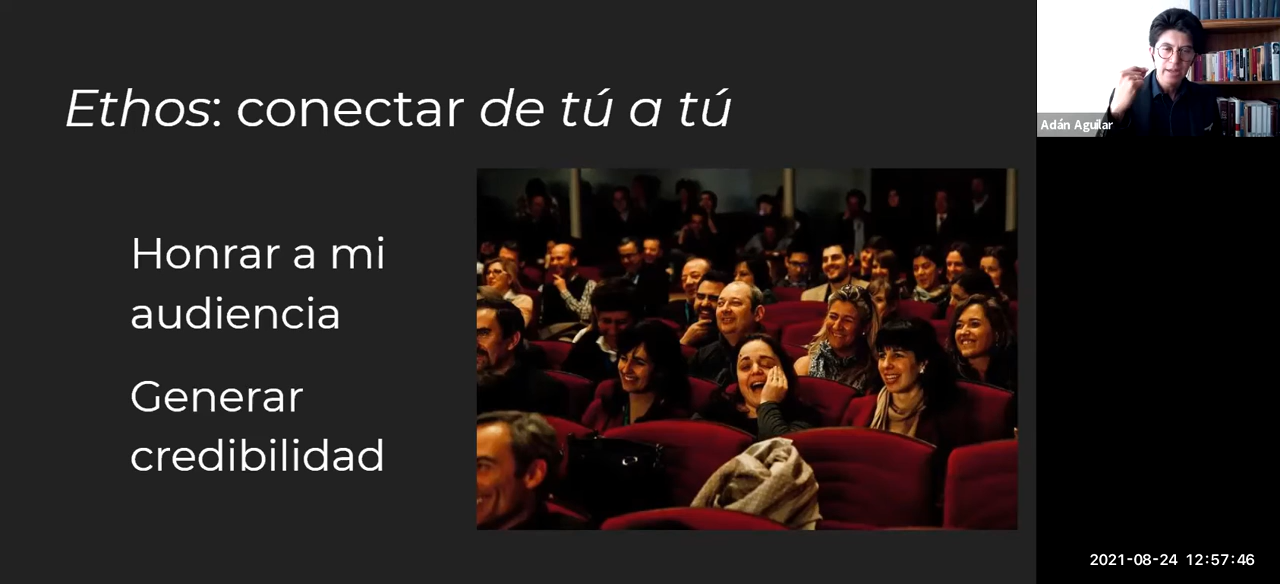 Ethos: conectar de tú a tú
Honrar a mi
audiencia
Generar
credibilidad
Adán Aguilar
2021-08-24 12:57:46